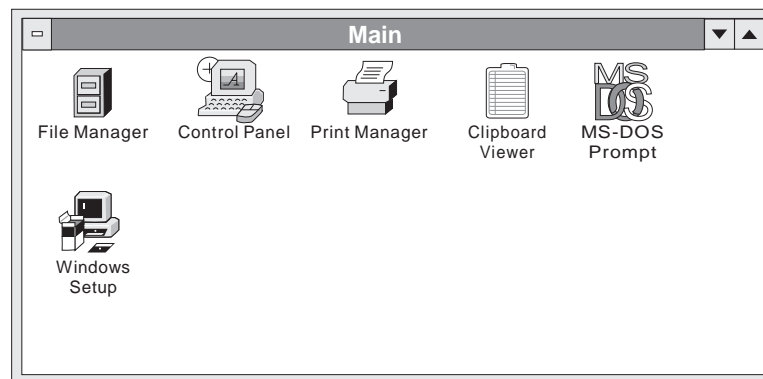 Main
File Manager
Control Panel
Print Manager
Clipboard
Viewer
MS
DOS
MS-DOS
Prompt
A
Windows
Setup